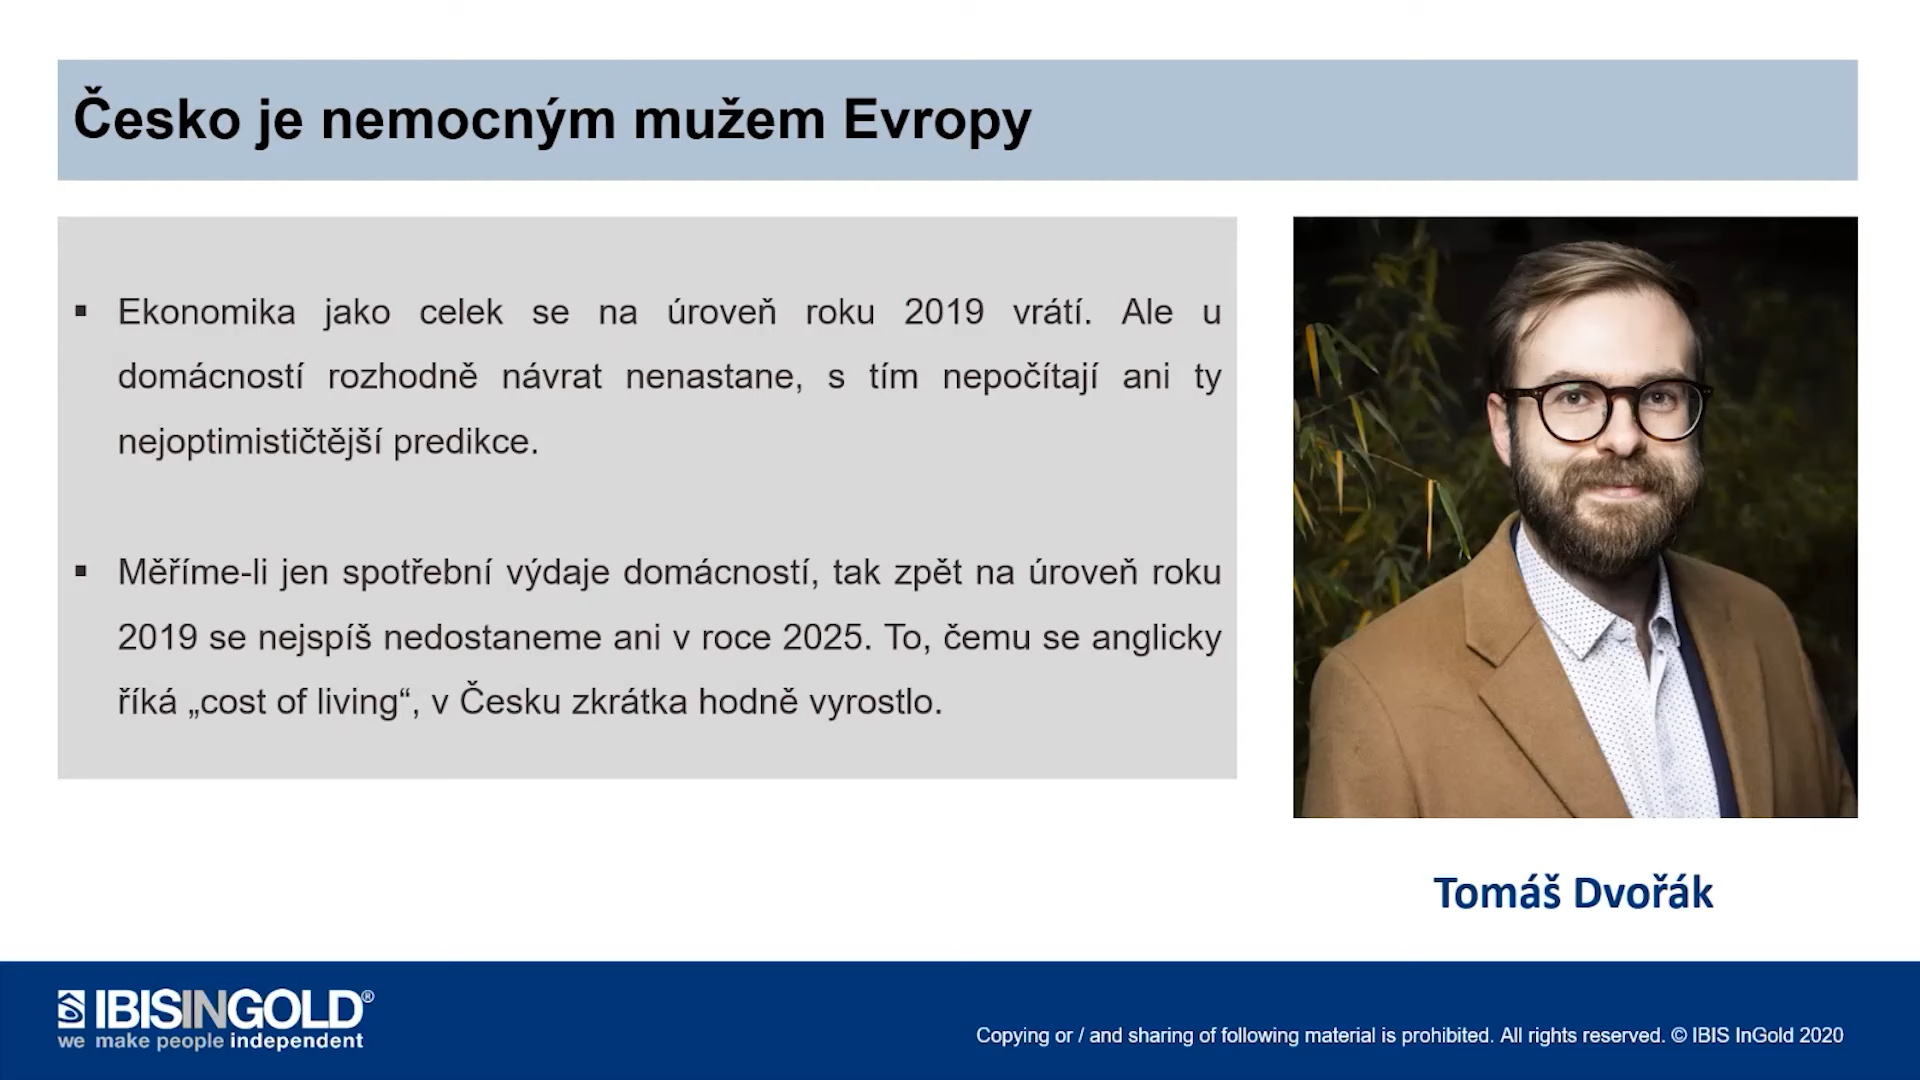 Česko je nemocným mužem Evropy
▪ Ekonomika jako celek se na úroveň roku 2019 vrátí. Ale u
domácností rozhodně návrat nenastane, s tím nepočítají ani ty
nejoptimističtější predikce.
▪ Měříme-li jen spotřební výdaje domácností, tak zpět na úroveň roku
2019 se nejspíš nedostaneme ani v roce 2025. To, čemu se anglicky
říká „cost of living“, v Česku zkrátka hodně vyrostlo.
Tomáš Dvořák
IBISINGOLD®
we make people independent
Copying or / and sharing of following material is prohibited. All rights reserved. © IBIS InGold 2020